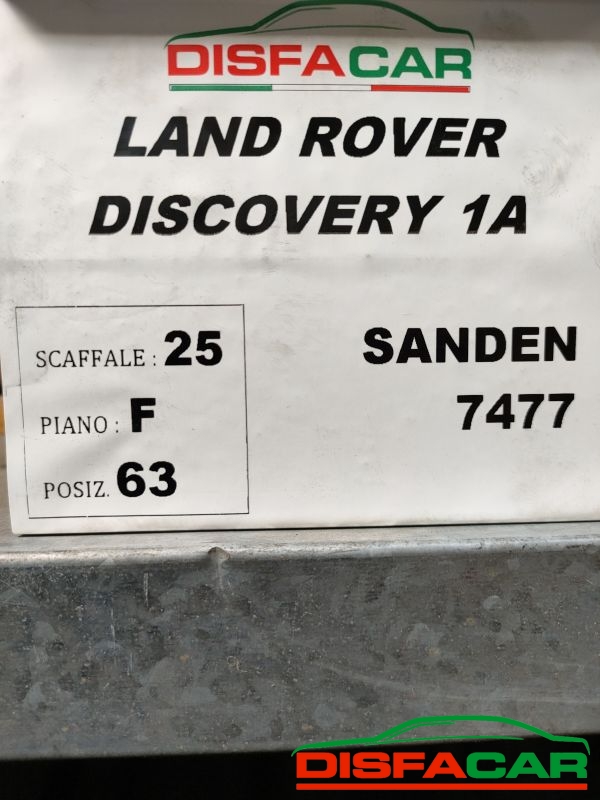 DISFACAR
LAND ROVER
DISCOVERY 1A
SCAFFALE : 25
PIANO : F
POSIZ. 63
SANDEN
7477
DISFACAR